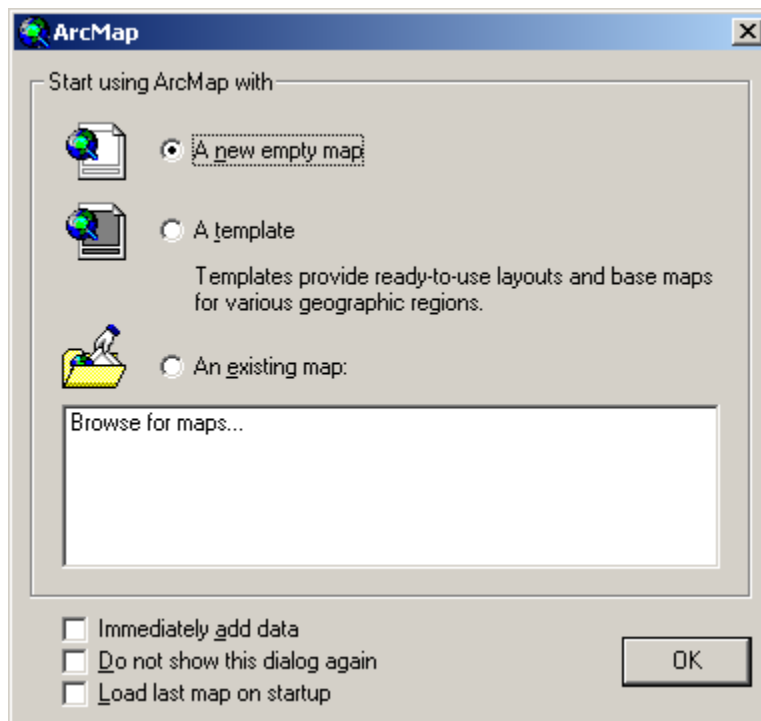 ArcMap
Start using ArcMap with
A new empty map
A template
Templates provide ready-to-use layouts and base maps
for various geographic regions.
An existing map:
Browse for maps...
Immediately add data
Do not show this dialog again
Load last map on startup
OK